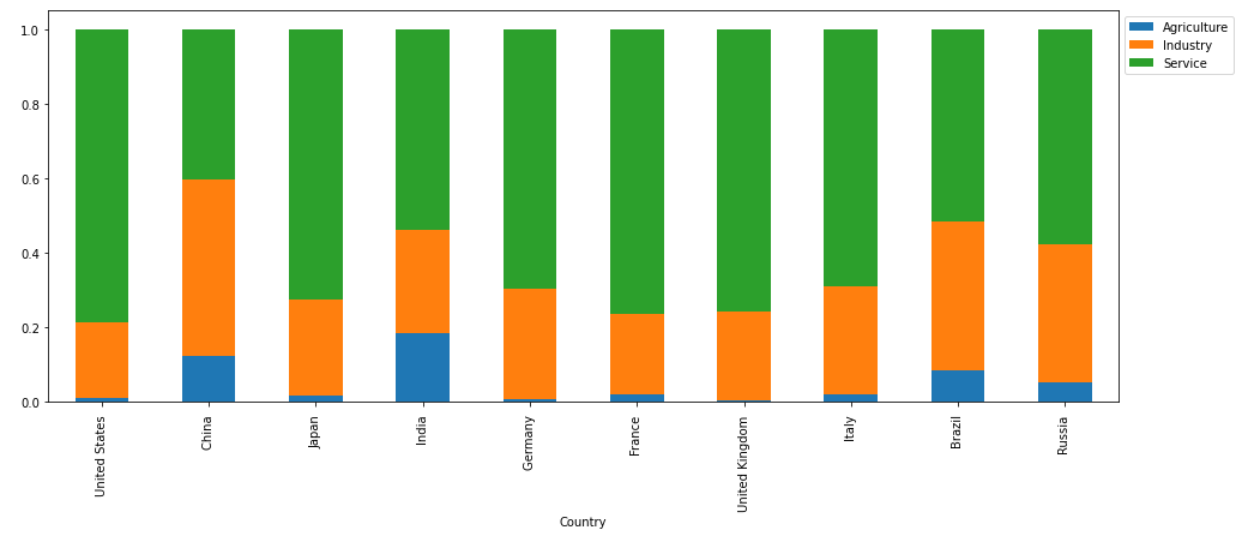 1.0
0.8
0.6
0.4
0.2
0.0
Agriculture
Industry
Service
United States
China
Japan
India
Germany
France
United Kingdom
Italy
Brazil
Russia
Country